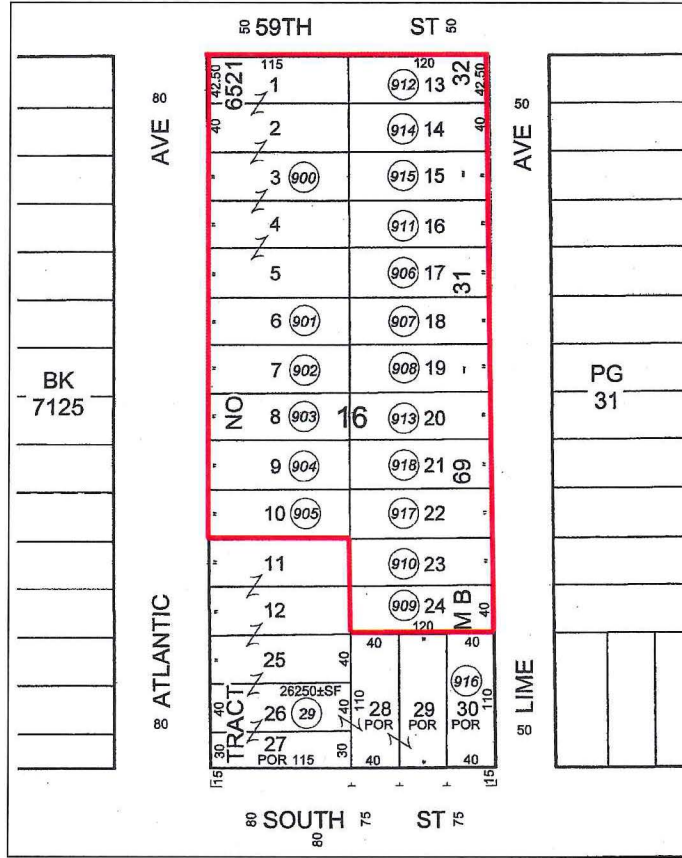 50 59TH ST 50
115 120
42.50 6521 1 912 13 32 42.50
80 AVE 40 2 914 14 40 50 AVE
" 3 900 915 15 " "
" 4 911 16 "
" 5 906 17 31 "
" 6 901 907 18 "
" 7 902 908 19 "
BK 7125
PG 31
" NO 8 903 16 913 20 "
" 9 904 918 21 69 "
" 10 905 917 22 "
" 11 910 23 "
80 ATLANTIC " 12 909 24 M B 40
120
" 25 40 40 " 40
26250±SF
40 TRACT 26 29 40 110 28 POR 29 POR 916 30 POR 110 50 LIME
30 27 30
POR 115 40 " 40
15 15
80 SOUTH ST 75
80 75